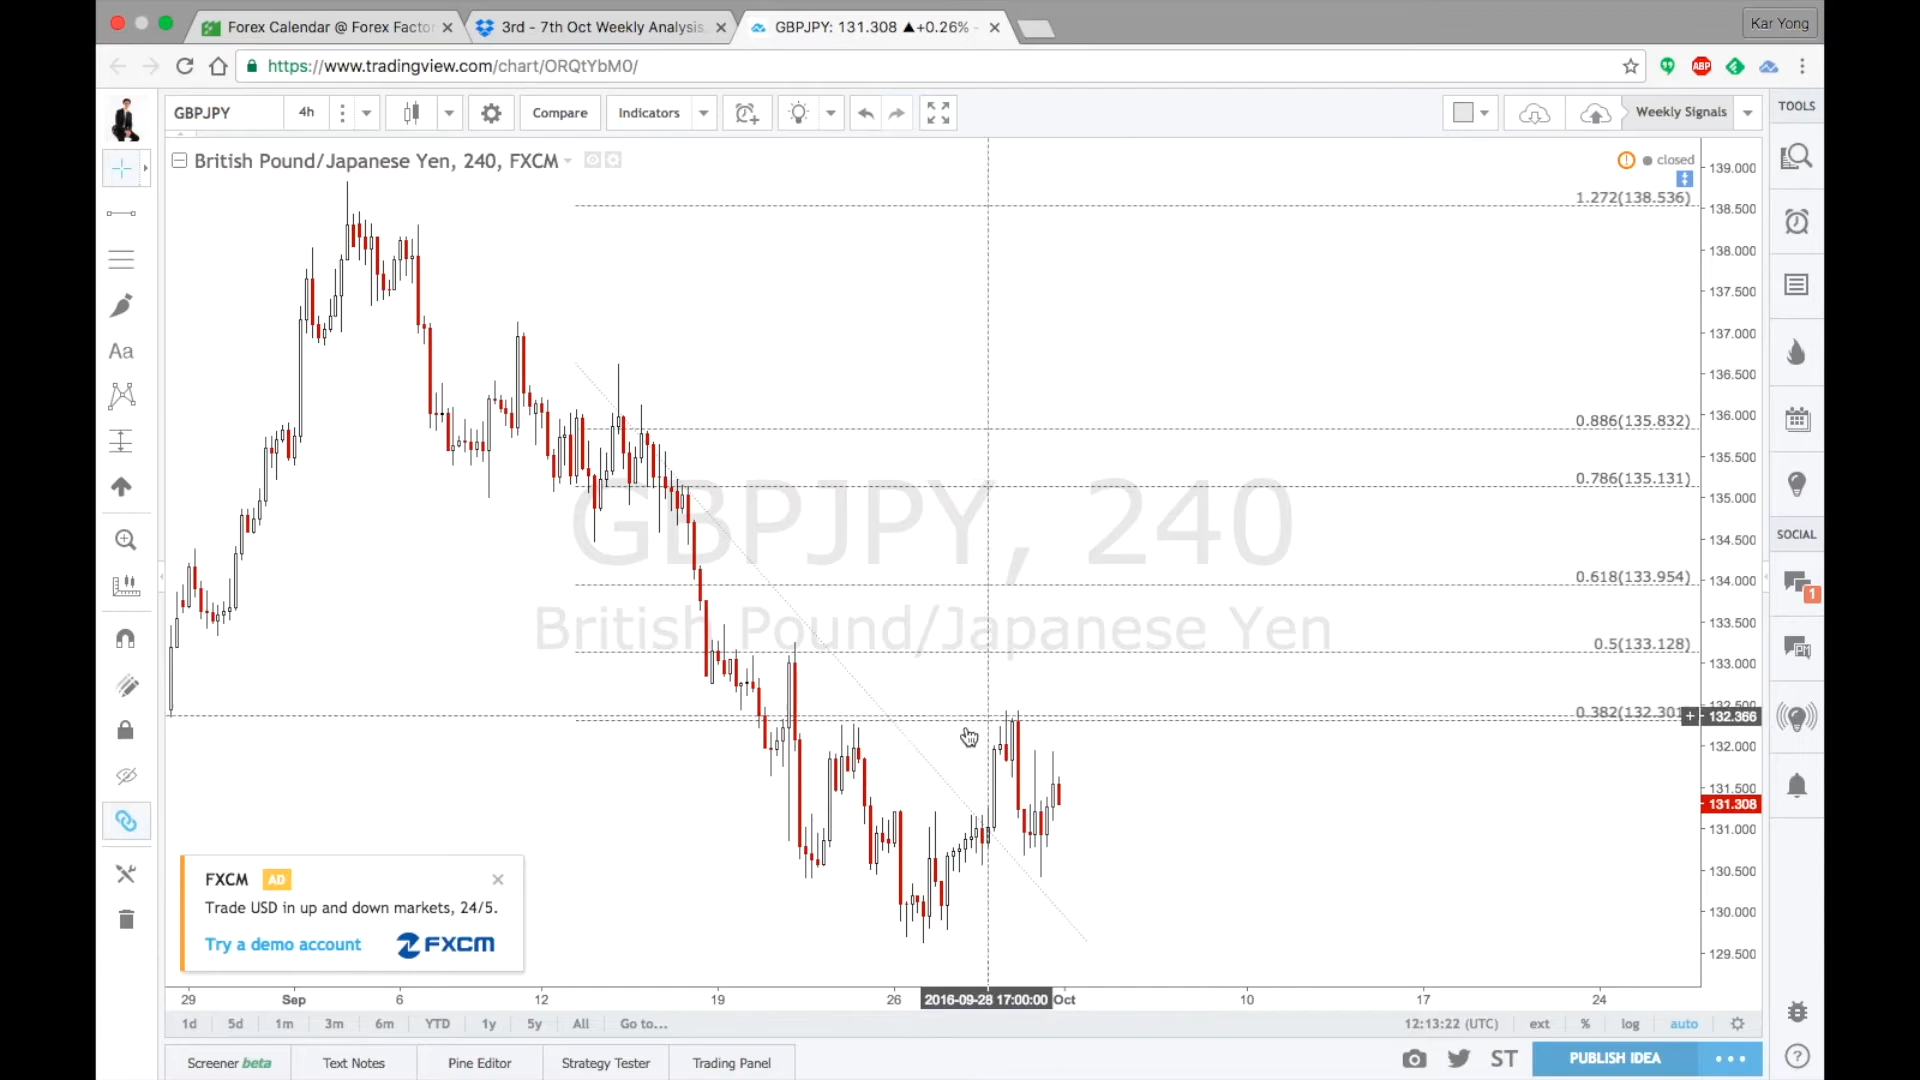 Forex Calendar @ Forex Factor
3rd - 7th Oct Weekly Analysis,
GBPJPY: 131.308 ▲+0.26% -
Kar Yong
https://www.tradingview.com/chart/ORQtYbM0/
ABP
GBPJPY
4h
Compare
Indicators
Weekly Signals
TOOLS
British Pound/Japanese Yen, 240, FXCM
closed
139.000
1.272(138.536)
138.500
138.000
137.500
137.000
136.500
0.886(135.832)
136.000
Aa
135.500
0.786(135.131)
135.000
GBPJPY, 240
134.500
SOCIAL
0.618(133.954)
134.000
1
British Pound/Japanese Yen
133.500
0.5(133.128)
133.000
132.500
0.382(132.301
132.366
132.000
131.500
131.308
131.000
130.500
130.000
129.500
FXCM AD
Trade USD in up and down markets, 24/5.
Try a demo account
FXCM
29
Sep
6
12
19
26
2016-09-28 17:00:00
Oct
10
17
24
1d
5d
1m
3m
6m
YTD
1y
5y
All
Go to...
12:13:22 (UTC)
ext
%
log
auto
Screener beta
Text Notes
Pine Editor
Strategy Tester
Trading Panel
ST
PUBLISH IDEA